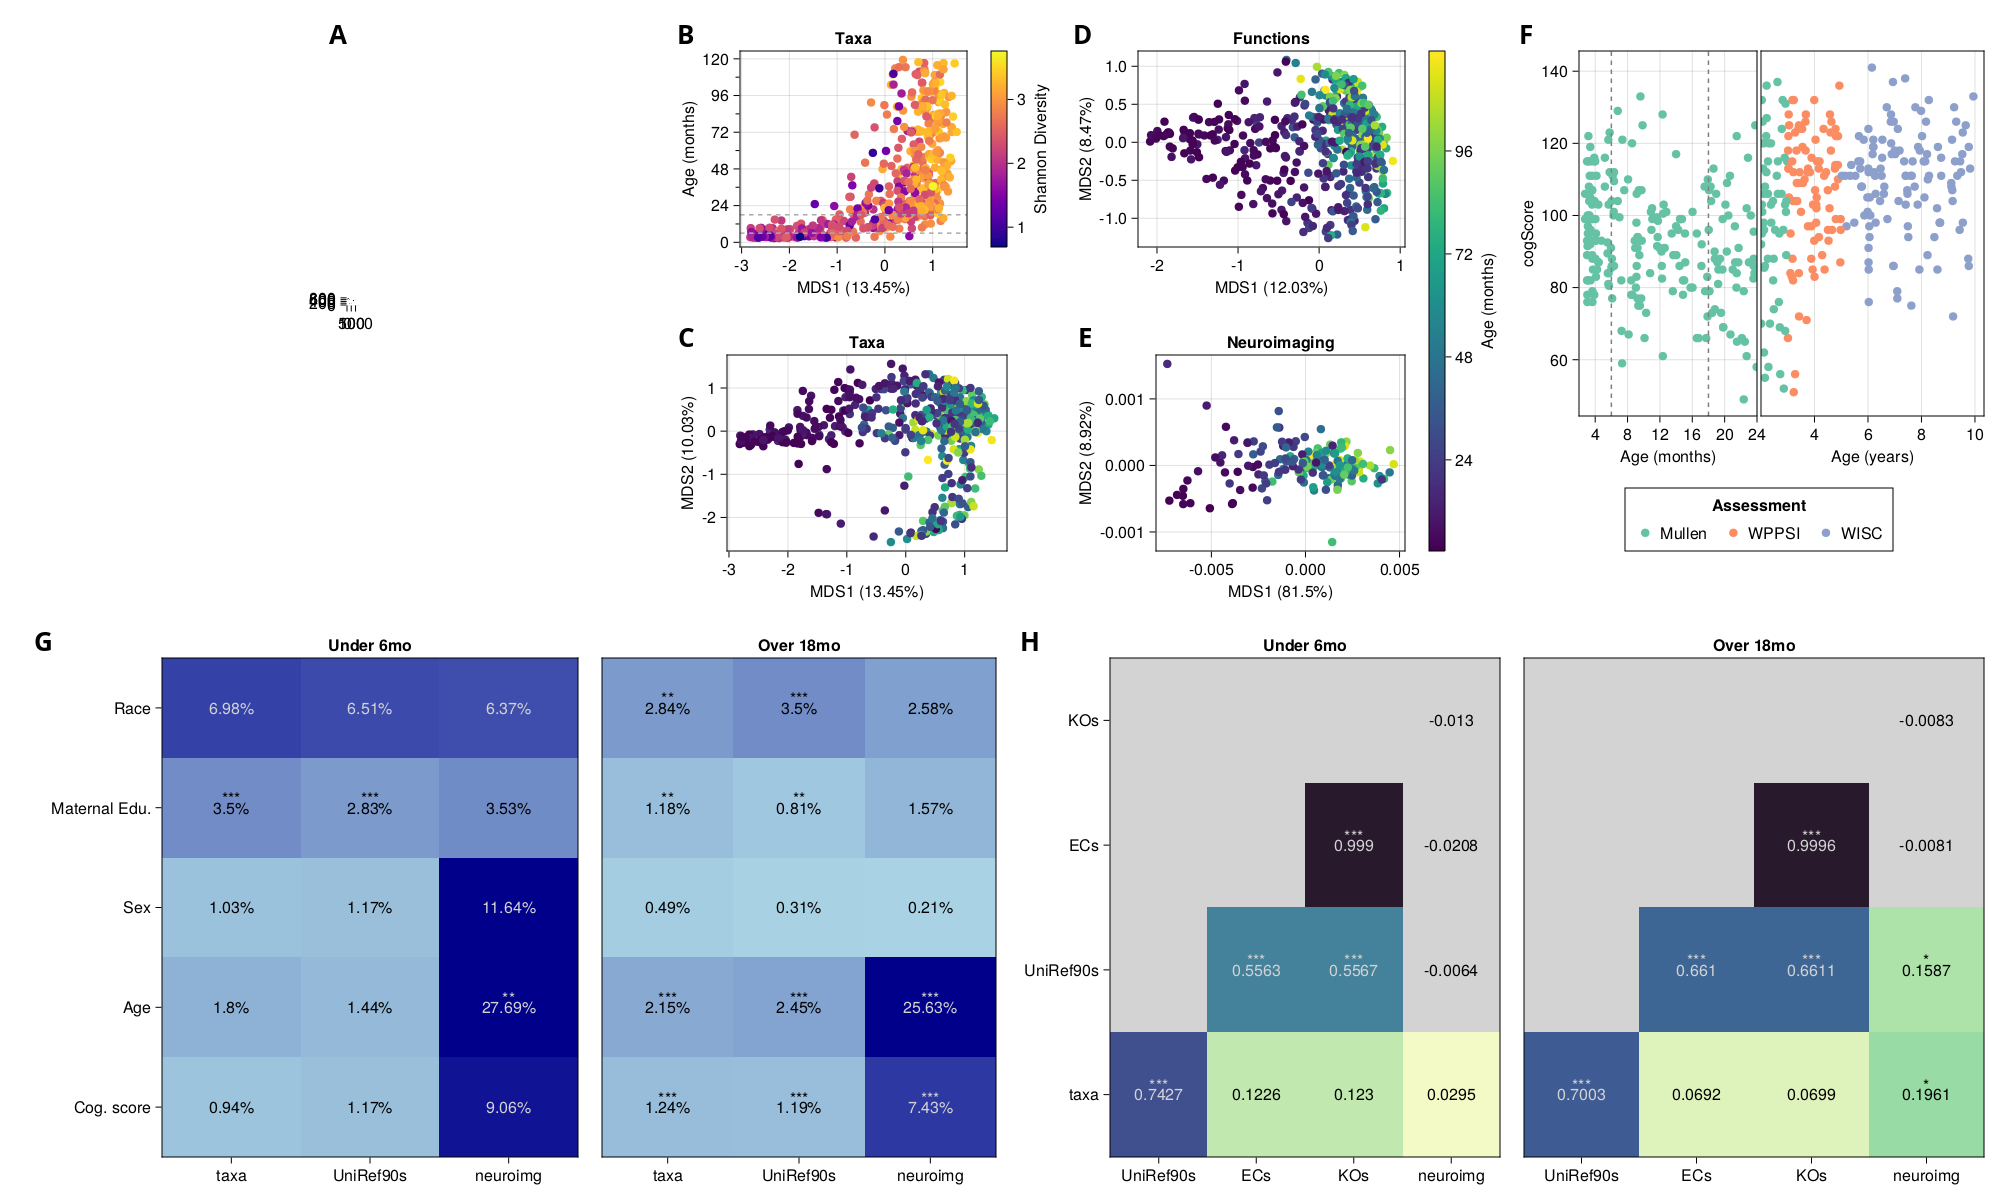 A
B
Taxa
120
96
72
48
24
0
Age (months)
-3 -2 -1 0 1
MDS1 (13.45%)
3
2
1
Shannon Diversity
C
Taxa
1
0
-1
-2
MDS2 (10.03%)
-3 -2 -1 0 1
MDS1 (13.45%)
D
Functions
1.0
0.5
0.0
-0.5
-1.0
MDS2 (8.47%)
-2 -1 0 1
MDS1 (12.03%)
E
Neuroimaging
0.001
0.000
-0.001
MDS2 (8.92%)
-0.005 0.000 0.005
MDS1 (81.5%)
96
72
48
24
Age (months)
F
140
120
100
80
60
cogScore
4 8 12 16 20 24 4 6 8 10
Age (months) Age (years)
Assessment
Mullen WPPSI WISC
G
Under 6mo Over 18mo
** ***
Race 6.98% 6.51% 6.37% 2.84% 3.5% 2.58%
*** *** ** **
Maternal Edu. 3.5% 2.83% 3.53% 1.18% 0.81% 1.57%
Sex 1.03% 1.17% 11.64% 0.49% 0.31% 0.21%
** *** *** ***
Age 1.8% 1.44% 27.69% 2.15% 2.45% 25.63%
*** *** ***
Cog. score 0.94% 1.17% 9.06% 1.24% 1.19% 7.43%
taxa UniRef90s neuroimg taxa UniRef90s neuroimg
H
Under 6mo Over 18mo
KOs -0.013 -0.0083
*** ***
ECs 0.999 -0.0208 0.9996 -0.0081
*** *** *** *** *
UniRef90s 0.5563 0.5567 -0.0064 0.661 0.6611 0.1587
*** *** *
taxa 0.7427 0.1226 0.123 0.0295 0.7003 0.0692 0.0699 0.1961
UniRef90s ECs KOs neuroimg UniRef90s ECs KOs neuroimg